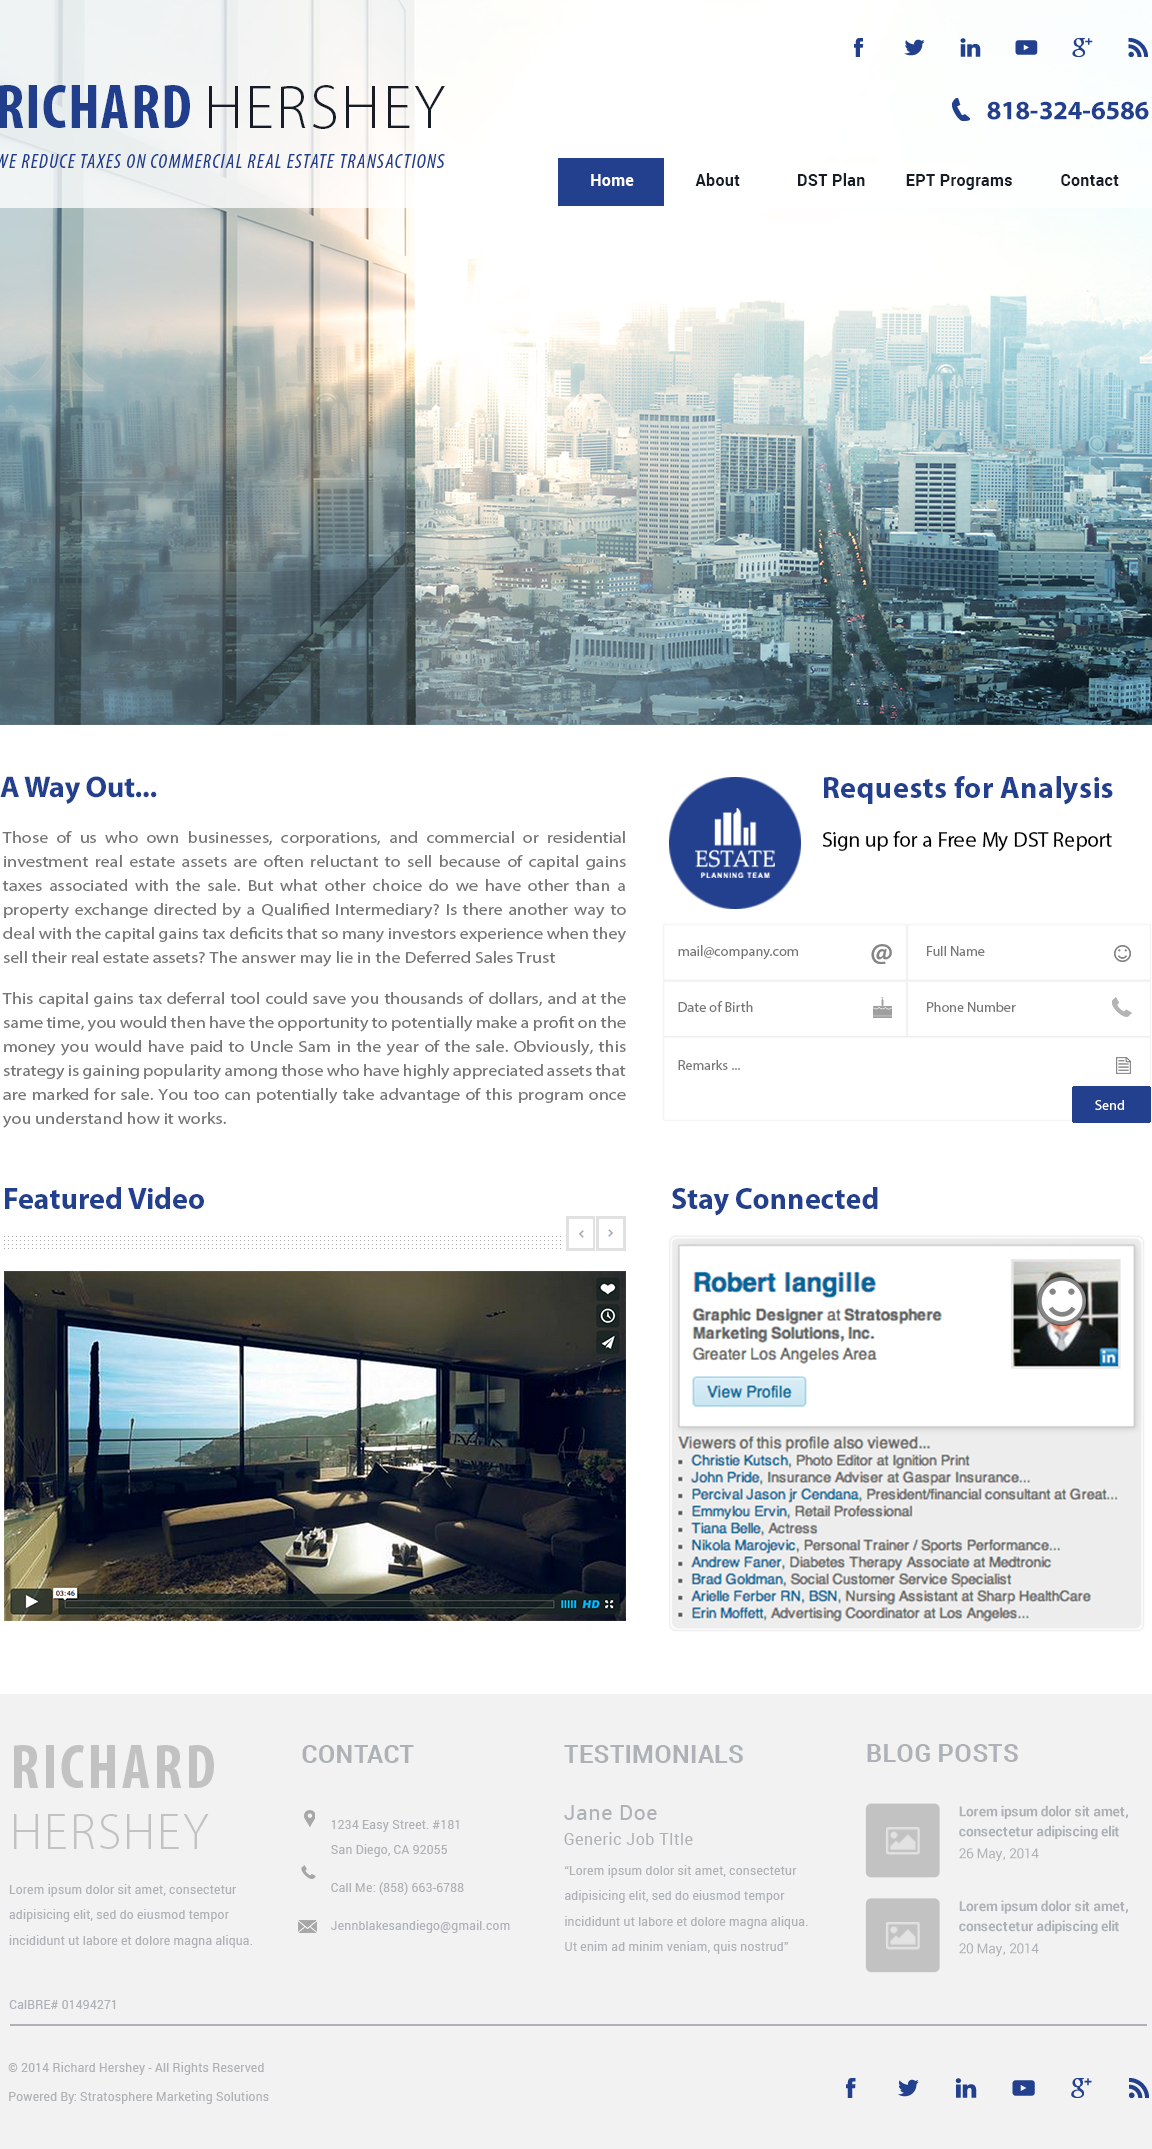 RICHARD HERSHEY
WE REDUCE TAXES ON COMMERCIAL REAL ESTATE TRANSACTIONS
818-324-6586
Home About DST Plan EPT Programs Contact
A Way Out...
Those of us who own businesses, corporations, and commercial or residential
investment real estate assets are often reluctant to sell because of capital gains
taxes associated with the sale. But what other choice do we have other than a
property exchange directed by a Qualified Intermediary? Is there another way to
deal with the capital gains tax deficits that so many investors experience when they
sell their real estate assets? The answer may lie in the Deferred Sales Trust
This capital gains tax deferral tool could save you thousands of dollars, and at the
same time, you would then have the opportunity to potentially make a profit on the
money you would have paid to Uncle Sam in the year of the sale. Obviously, this
strategy is gaining popularity among those who have highly appreciated assets that
are marked for sale. You too can potentially take advantage of this program once
you understand how it works.
ESTATE
PLANNING TEAM
Requests for Analysis
Sign up for a Free My DST Report
mail@company.com @ Full Name
Date of Birth Phone Number
Remarks ...
Send
Featured Video
03:46
HD
Stay Connected
Robert langille
Graphic Designer at Stratosphere
Marketing Solutions, Inc.
Greater Los Angeles Area
in
View Profile
Viewers of this profile also viewed...
Christie Kutsch, Photo Editor at Ignition Print
John Pride, Insurance Adviser at Gaspar Insurance...
Percival Jason jr Cendana, President/financial consultant at Great...
Emmylou Ervin, Retail Professional
Tiana Belle, Actress
Nikola Marojevic, Personal Trainer / Sports Performance...
Andrew Faner, Diabetes Therapy Associate at Medtronic
Brad Goldman, Social Customer Service Specialist
Arielle Ferber RN, BSN, Nursing Assistant at Sharp HealthCare
Erin Moffett, Advertising Coordinator at Los Angeles...
RICHARD
HERSHEY
Lorem ipsum dolor sit amet, consectetur
adipisicing elit, sed do eiusmod tempor
incididunt ut labore et dolore magna aliqua.
CalBRE# 01494271
CONTACT
1234 Easy Street. #181
San Diego, CA 92055
Call Me: (858) 663-6788
Jennblakesandiego@gmail.com
TESTIMONIALS
Jane Doe
Generic Job TItle
“Lorem ipsum dolor sit amet, consectetur
adipisicing elit, sed do eiusmod tempor
incididunt ut labore et dolore magna aliqua.
Ut enim ad minim veniam, quis nostrud”
BLOG POSTS
Lorem ipsum dolor sit amet,
consectetur adipiscing elit
26 May, 2014
Lorem ipsum dolor sit amet,
consectetur adipiscing elit
20 May, 2014
© 2014 Richard Hershey - All Rights Reserved
Powered By: Stratosphere Marketing Solutions